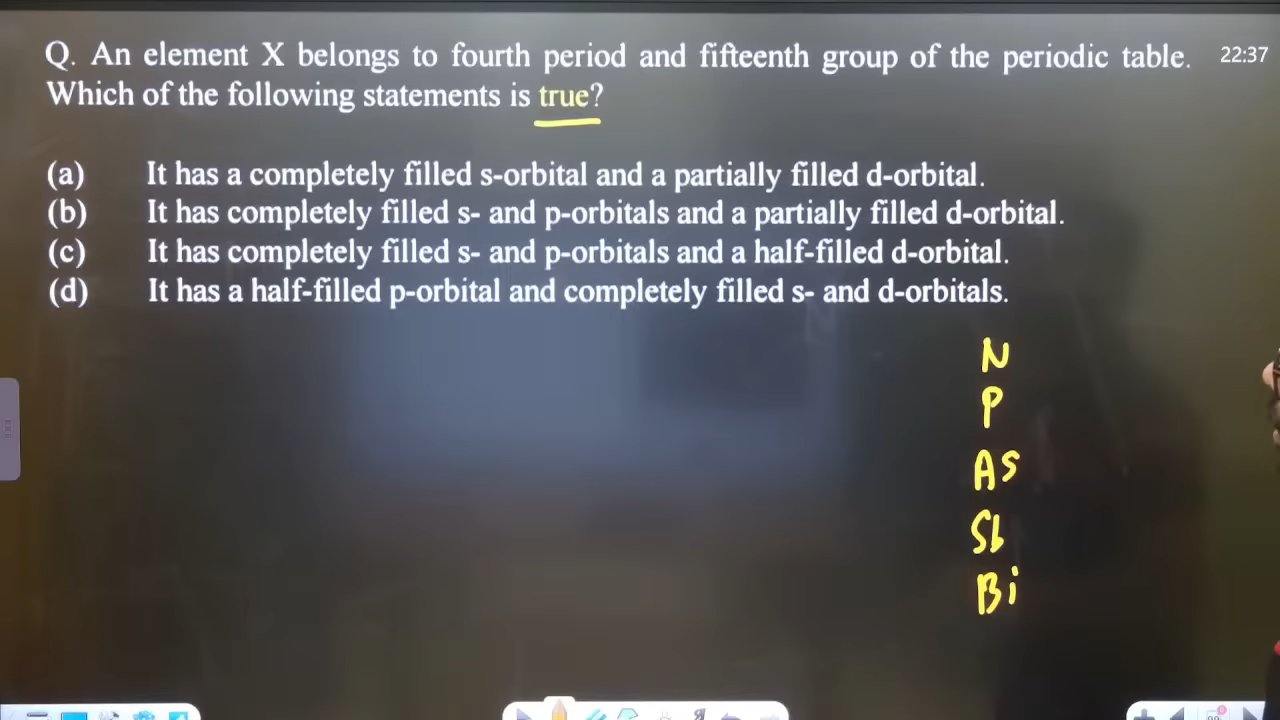 Q. An element X belongs to fourth period and fifteenth group of the periodic table. 22:37
Which of the following statements is true?
(a) It has a completely filled s-orbital and a partially filled d-orbital.
(b) It has completely filled s- and p-orbitals and a partially filled d-orbital.
(c) It has completely filled s- and p-orbitals and a half-filled d-orbital.
(d) It has a half-filled p-orbital and completely filled s- and d-orbitals.
N
P
As
Sb
Bi